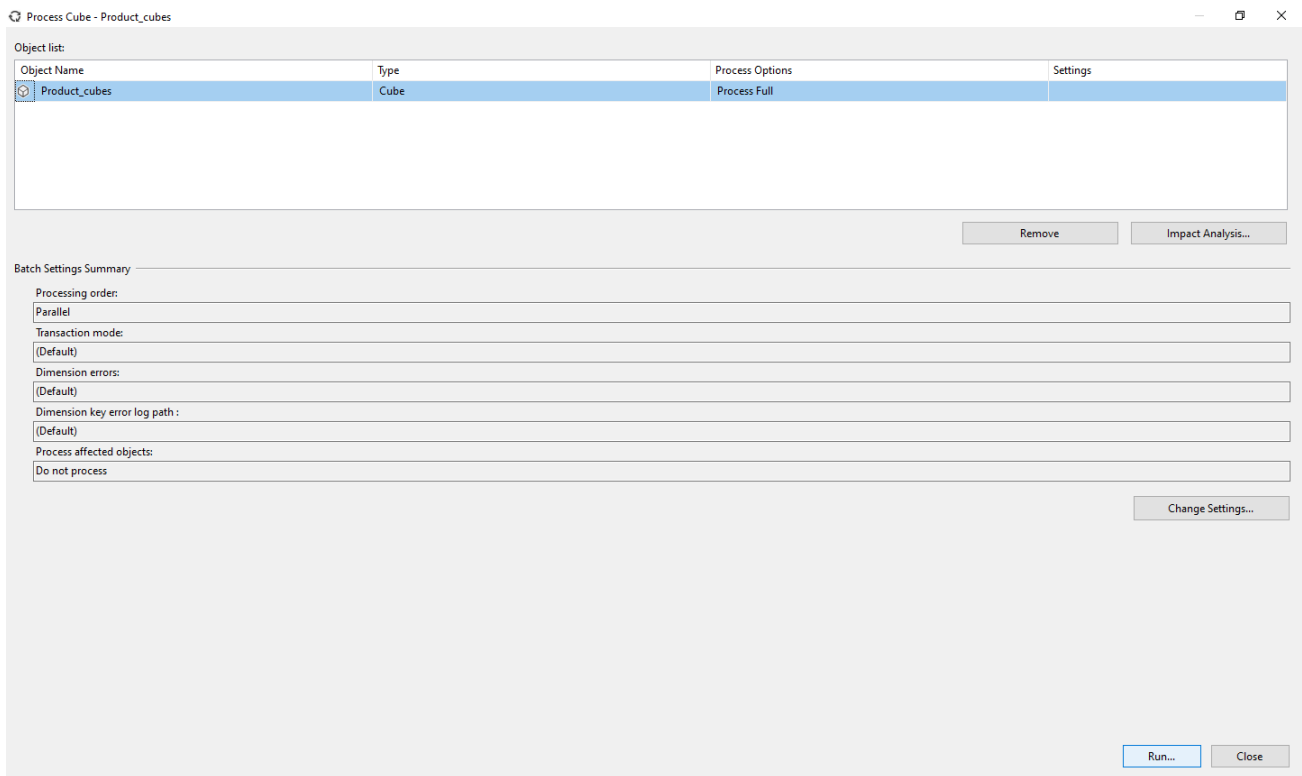 Process Cube - Product_cubes
Object list:
Object Name Type Process Options Settings
Product_cubes Cube Process Full
Remove Impact Analysis...
Batch Settings Summary
Processing order:
Parallel
Transaction mode:
(Default)
Dimension errors:
(Default)
Dimension key error log path :
(Default)
Process affected objects:
Do not process
Change Settings...
Run... Close